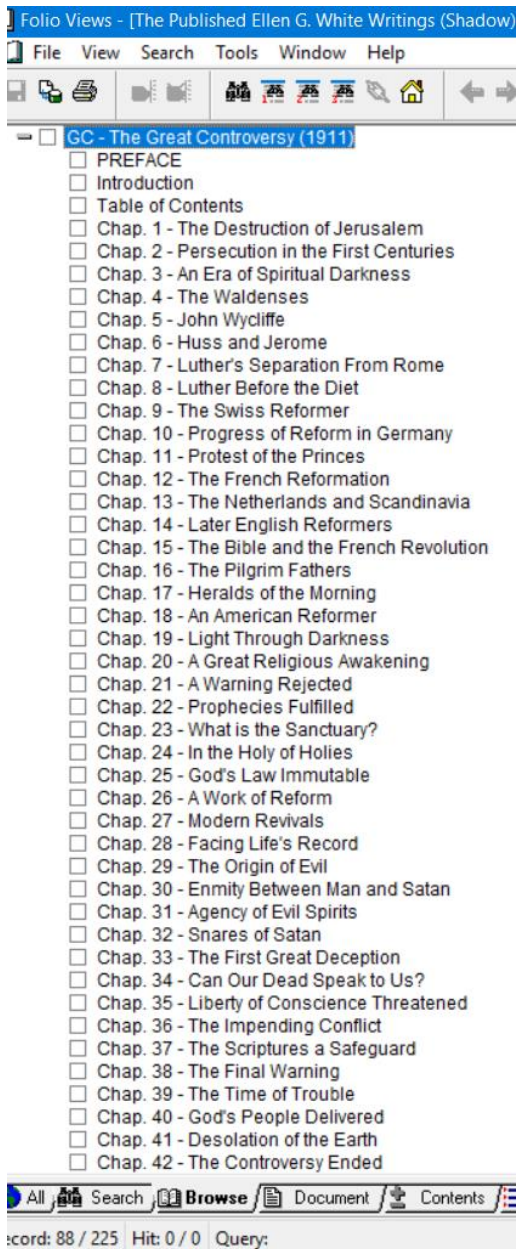 Folio Views - [The Published Ellen G. White Writings (Shadow)
File View Search Tools Window Help
GC - The Great Controversy (1911)
PREFACE
Introduction
Table of Contents
Chap. 1 - The Destruction of Jerusalem
Chap. 2 - Persecution in the First Centuries
Chap. 3 - An Era of Spiritual Darkness
Chap. 4 - The Waldenses
Chap. 5 - John Wycliffe
Chap. 6 - Huss and Jerome
Chap. 7 - Luther's Separation From Rome
Chap. 8 - Luther Before the Diet
Chap. 9 - The Swiss Reformer
Chap. 10 - Progress of Reform in Germany
Chap. 11 - Protest of the Princes
Chap. 12 - The French Reformation
Chap. 13 - The Netherlands and Scandinavia
Chap. 14 - Later English Reformers
Chap. 15 - The Bible and the French Revolution
Chap. 16 - The Pilgrim Fathers
Chap. 17 - Heralds of the Morning
Chap. 18 - An American Reformer
Chap. 19 - Light Through Darkness
Chap. 20 - A Great Religious Awakening
Chap. 21 - A Warning Rejected
Chap. 22 - Prophecies Fulfilled
Chap. 23 - What is the Sanctuary?
Chap. 24 - In the Holy of Holies
Chap. 25 - God's Law Immutable
Chap. 26 - A Work of Reform
Chap. 27 - Modern Revivals
Chap. 28 - Facing Life's Record
Chap. 29 - The Origin of Evil
Chap. 30 - Enmity Between Man and Satan
Chap. 31 - Agency of Evil Spirits
Chap. 32 - Snares of Satan
Chap. 33 - The First Great Deception
Chap. 34 - Can Our Dead Speak to Us?
Chap. 35 - Liberty of Conscience Threatened
Chap. 36 - The Impending Conflict
Chap. 37 - The Scriptures a Safeguard
Chap. 38 - The Final Warning
Chap. 39 - The Time of Trouble
Chap. 40 - God's People Delivered
Chap. 41 - Desolation of the Earth
Chap. 42 - The Controversy Ended
All Search Browse Document Contents
ecord: 88 / 225 Hit: 0 / 0 Query: